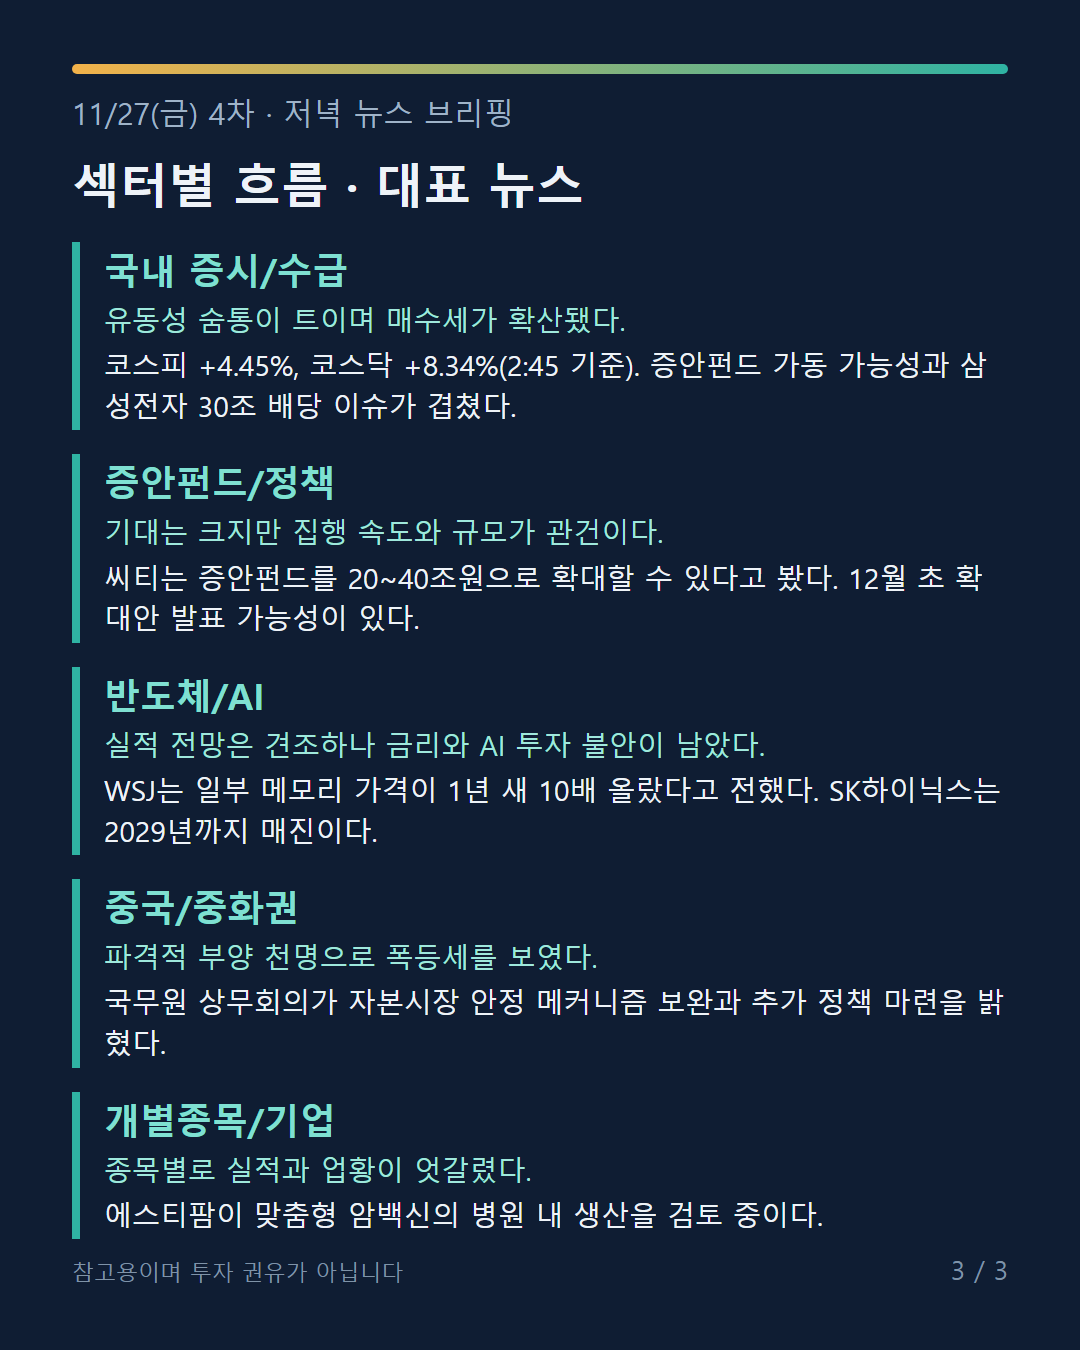 11/27(금) 4차 · 저녁 뉴스 브리핑
섹터별 흐름 · 대표 뉴스
국내 증시/수급
유동성 숨통이 트이며 매수세가 확산됐다.
코스피 +4.45%, 코스닥 +8.34%(2:45 기준). 증안펀드 가동 가능성과 삼
성전자 30조 배당 이슈가 겹쳤다.
증안펀드/정책
기대는 크지만 집행 속도와 규모가 관건이다.
씨티는 증안펀드를 20~40조원으로 확대할 수 있다고 봤다. 12월 초 확
대안 발표 가능성이 있다.
반도체/AI
실적 전망은 견조하나 금리와 AI 투자 불안이 남았다.
WSJ는 일부 메모리 가격이 1년 새 10배 올랐다고 전했다. SK하이닉스는
2029년까지 매진이다.
중국/중화권
파격적 부양 천명으로 폭등세를 보였다.
국무원 상무회의가 자본시장 안정 메커니즘 보완과 추가 정책 마련을 밝
혔다.
개별종목/기업
종목별로 실적과 업황이 엇갈렸다.
에스티팜이 맞춤형 암백신의 병원 내 생산을 검토 중이다.
참고용이며 투자 권유가 아닙니다
3 / 3